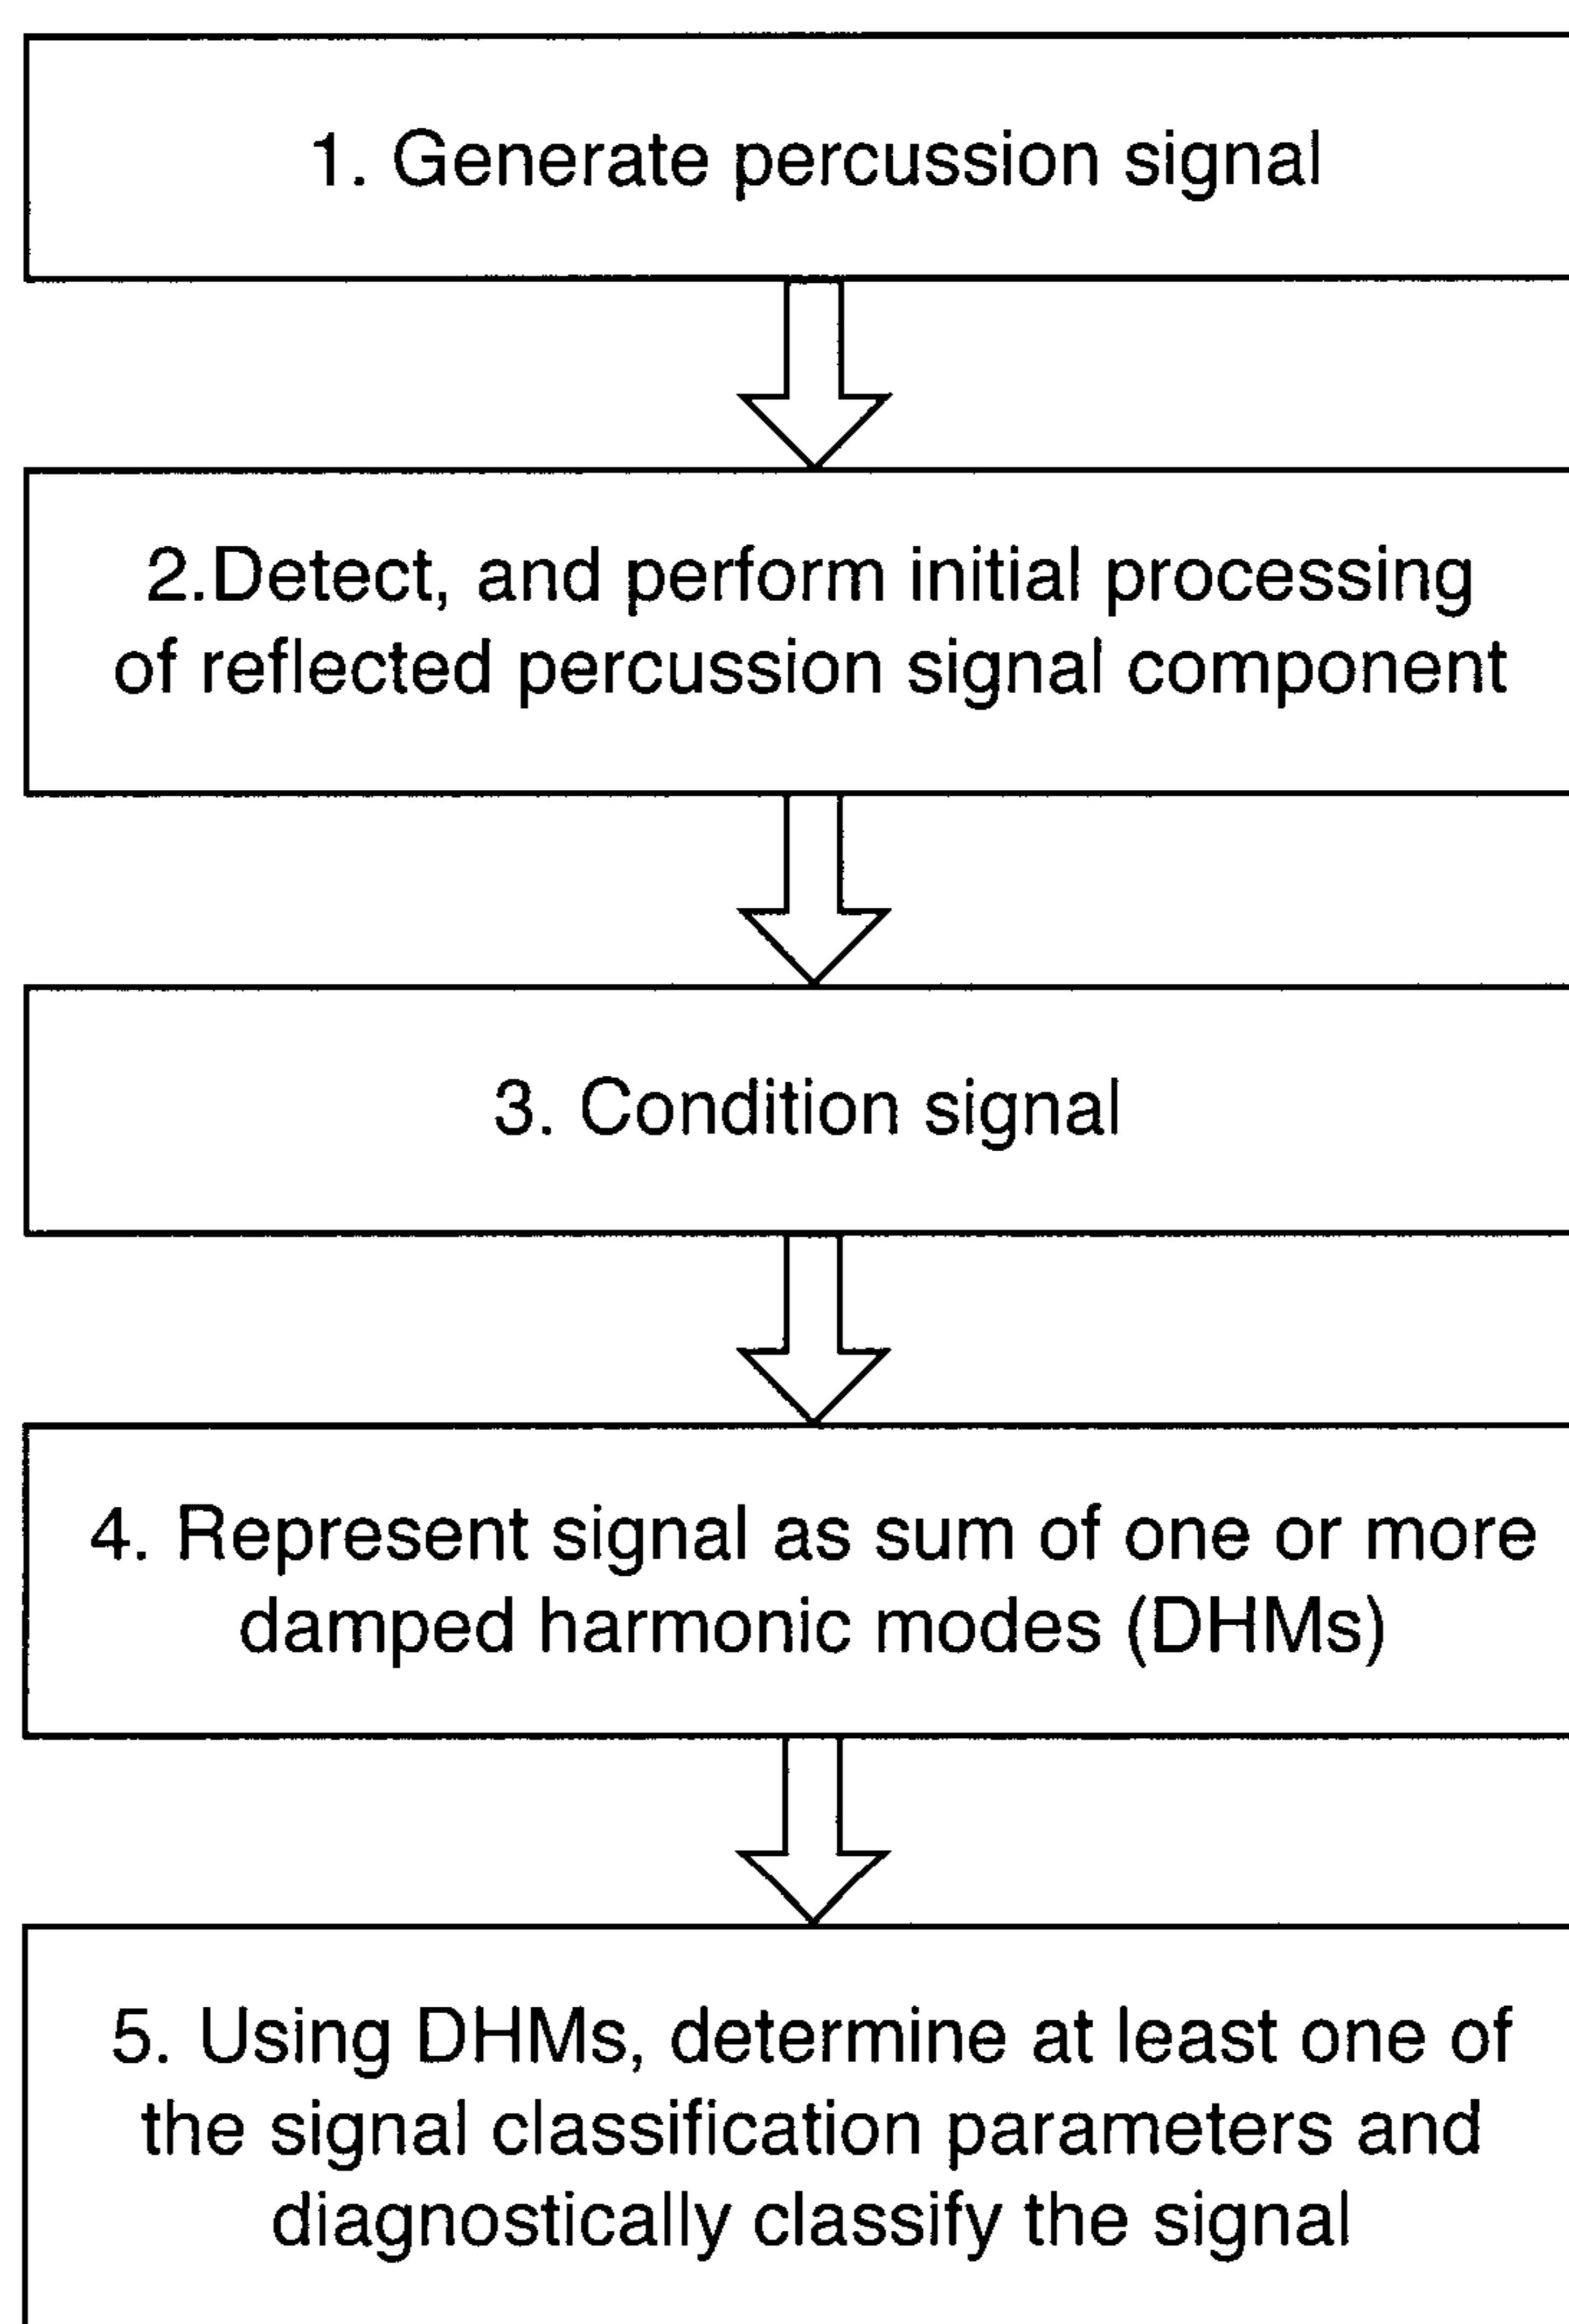 1. Generate percussion signal
2.Detect, and perform initial processing
of reflected percussion signal component
3. Condition signal
4. Represent signal as sum of one or more
damped harmonic modes (DHMs)
5. Using DHMs, determine at least one of
the signal classification parameters and
diagnostically classify the signal